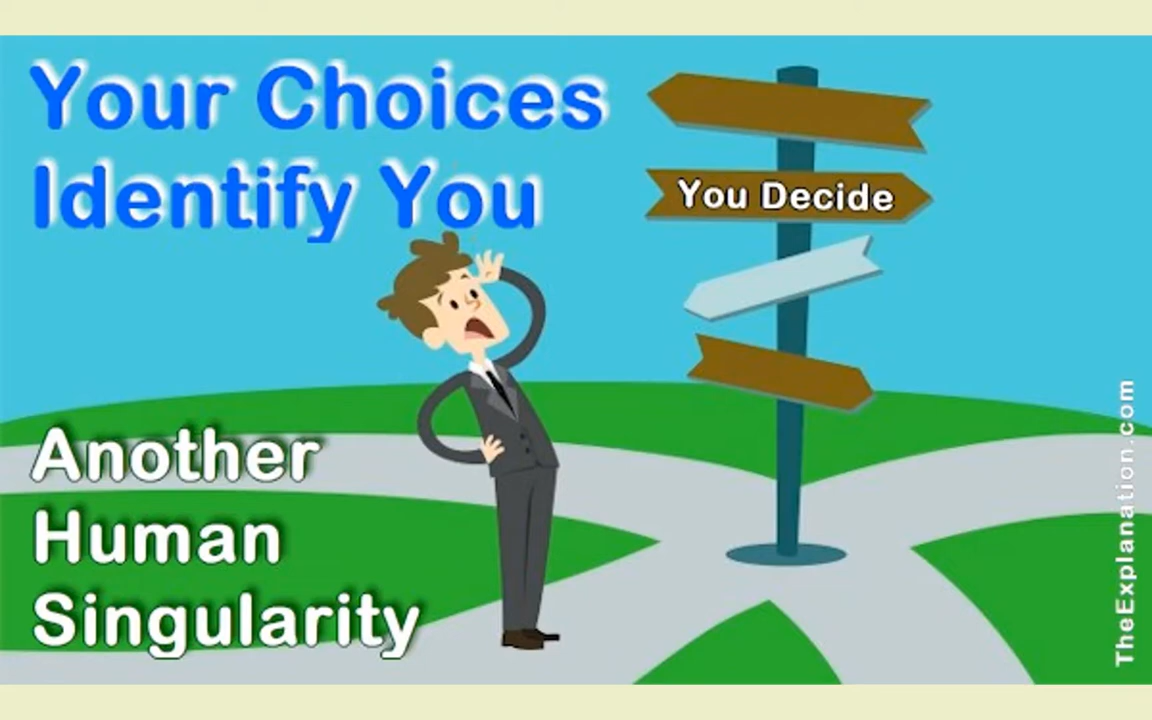 Your Choices
Identify You
You Decide
Another
Human
Singularity
TheExplanation.com